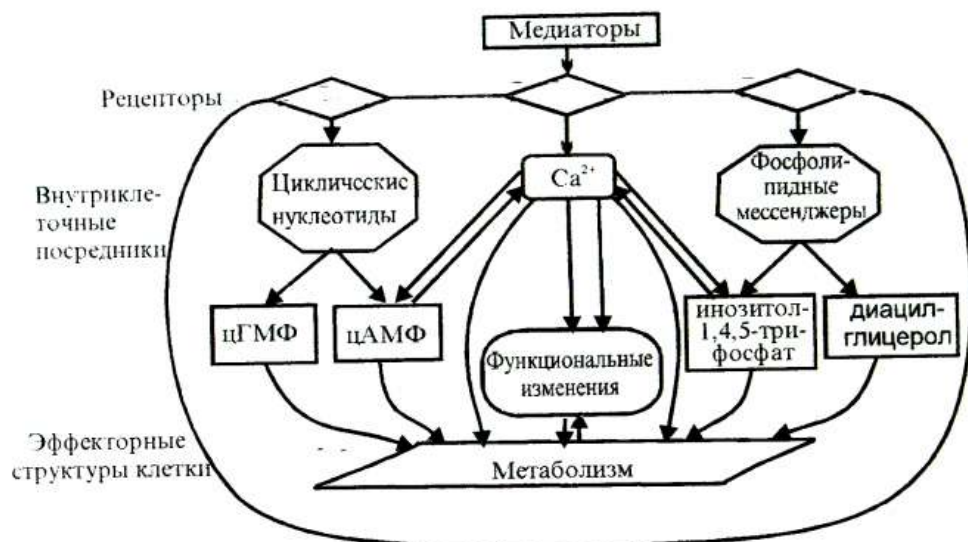 Медиаторы
Рецепторы
Внутрикле-
точные
посредники
Циклические
нуклеотиды
Ca²⁺
Фосфоли-
пидные
мессенджеры
цГМФ
цАМФ
инозитол-
1,4,5-три-
фосфат
диацил-
глицерол
Функциональные
изменения
Эффекторные
структуры клетки
Метаболизм